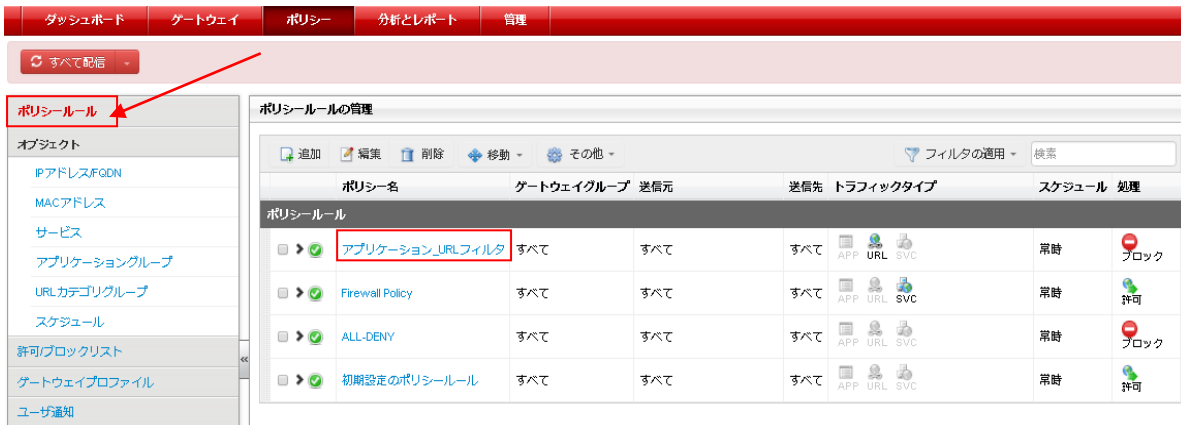 ダッシュボード ゲートウェイ ポリシー 分析とレポート 管理
すべて配信
ポリシールール
オブジェクト
IPアドレス/FQDN
MACアドレス
サービス
アプリケーショングループ
URLカテゴリグループ
スケジュール
許可/ブロックリスト
ゲートウェイプロファイル
ユーザ通知
«
ポリシールールの管理
追加 編集 削除 移動 その他 フィルタの適用 検索
ポリシー名 ゲートウェイグループ 送信元 送信先 トラフィックタイプ スケジュール 処理
ポリシールール
アプリケーション_URLフィルタ すべて すべて すべて APP URL SVC 常時 ブロック
Firewall Policy すべて すべて すべて APP URL SVC 常時 許可
ALL-DENY すべて すべて すべて APP URL SVC 常時 ブロック
初期設定のポリシールール すべて すべて すべて APP URL SVC 常時 許可